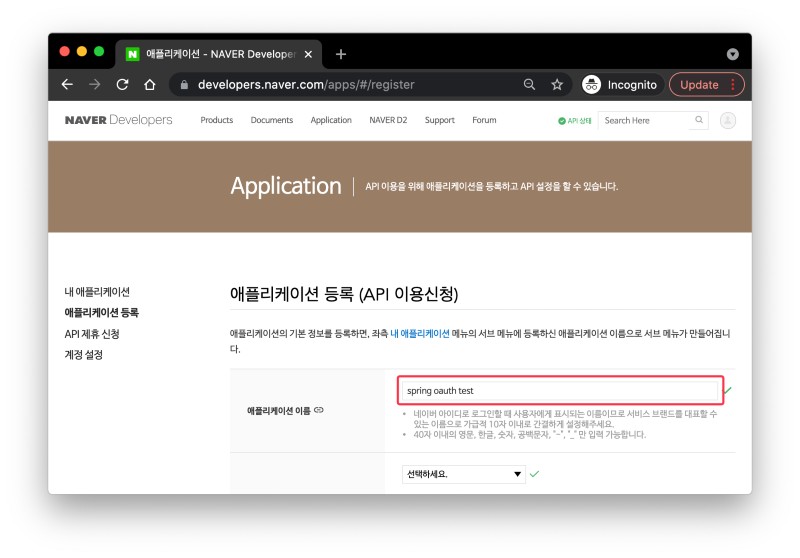 애플리케이션 - NAVER Develope
developers.naver.com/apps/#/register
Incognito
Update
NAVER Developers
Products
Documents
Application
NAVER D2
Support
Forum
API 상태
Search Here
Application
API 이용을 위해 애플리케이션을 등록하고 API 설정을 할 수 있습니다.
내 애플리케이션
애플리케이션 등록
API 제휴 신청
계정 설정
애플리케이션 등록 (API 이용신청)
애플리케이션의 기본 정보를 등록하면, 좌측 내 애플리케이션 메뉴의 서브 메뉴에 등록하신 애플리케이션 이름으로 서브 메뉴가 만들어집니
다.
애플리케이션 이름
spring oauth test
• 네이버 아이디로 로그인할 때 사용자에게 표시되는 이름이므로 서비스 브랜드를 대표할 수
있는 이름으로 가급적 10자 이내로 간결하게 설정해주세요.
• 40자 이내의 영문, 한글, 숫자, 공백문자, "-", "_" 만 입력 가능합니다.
선택하세요.